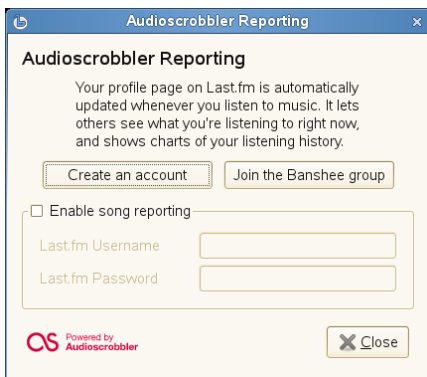 Audioscrobbler Reporting
Audioscrobbler Reporting
Your profile page on Last.fm is automatically
updated whenever you listen to music. It lets
others see what you're listening to right now,
and shows charts of your listening history.
Create an account
Join the Banshee group
Enable song reporting
Last.fm Username
Last.fm Password
Powered by
Audioscrobbler
Close